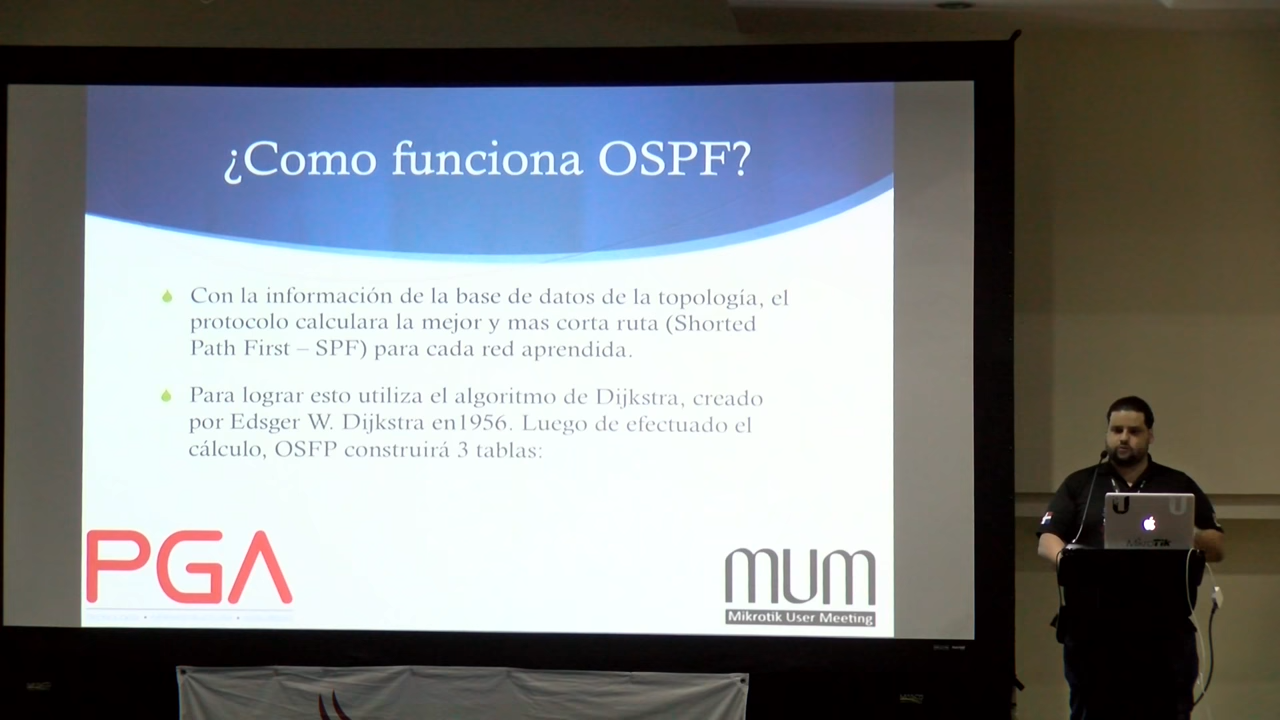 ¿Como funciona OSPF?
Con la información de la base de datos de la topología, el
protocolo calculara la mejor y mas corta ruta (Shorted
Path First – SPF) para cada red aprendida.
Para lograr esto utiliza el algoritmo de Dijkstra, creado
por Edsger W. Dijkstra en1956. Luego de efectuado el
cálculo, OSFP construirá 3 tablas:
PGA
mum
Mikrotik User Meeting
MikroTik